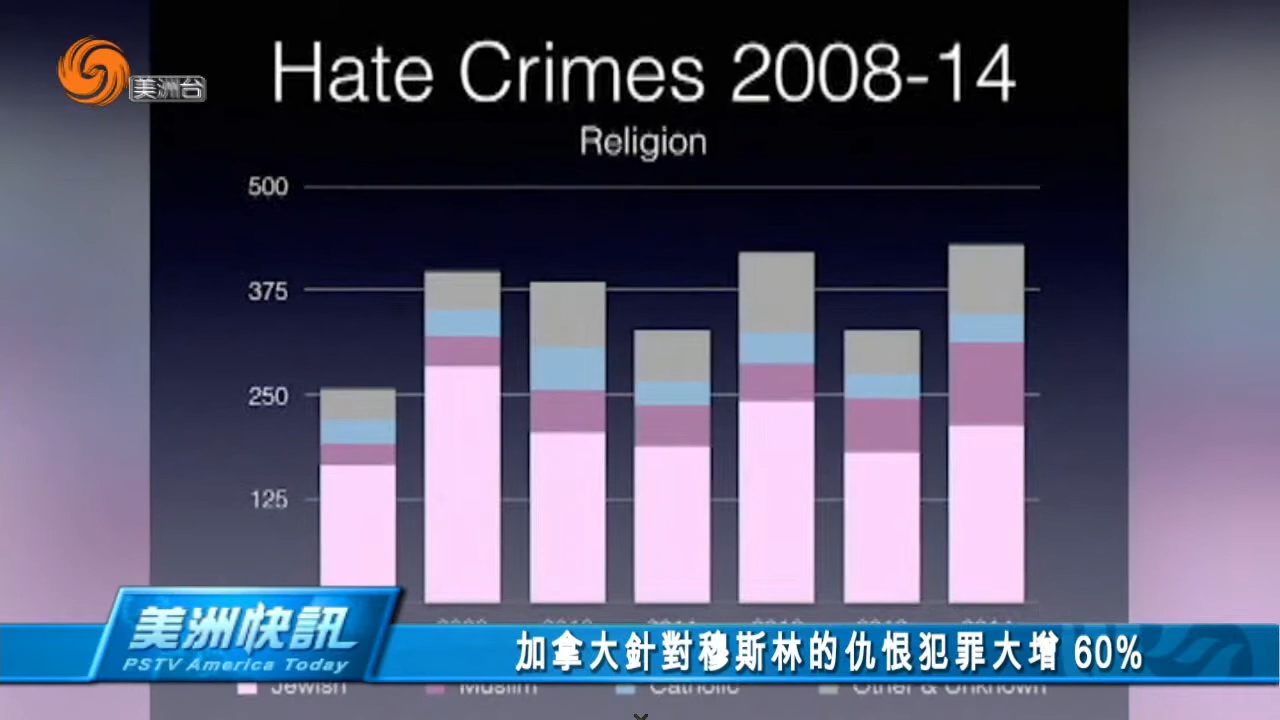 美洲台
Hate Crimes 2008-14
Religion
500
375
250
125
美洲快訊
PSTV America Today
加拿大針對穆斯林的仇恨犯罪大增 60%
Jewish
Muslim
Catholic
Other & Unknown